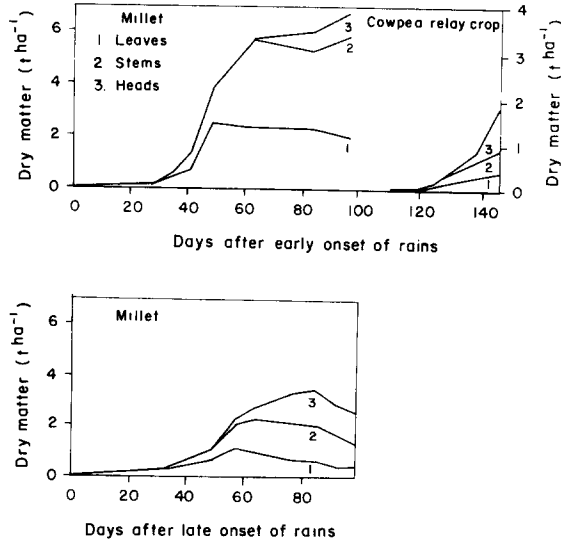 Millet
1 Leaves
2 Stems
3. Heads
Cowpea relay crop
Dry matter (t ha⁻¹)
6
4
2
0
4
3
2
1
0
Dry matter (t ha⁻¹)
3
2
1
3
2
1
0 20 40 60 80 100 120 140
Days after early onset of rains
Millet
Dry matter (t ha⁻¹)
6
4
2
0
3
2
1
0 20 40 60 80
Days after late onset of rains